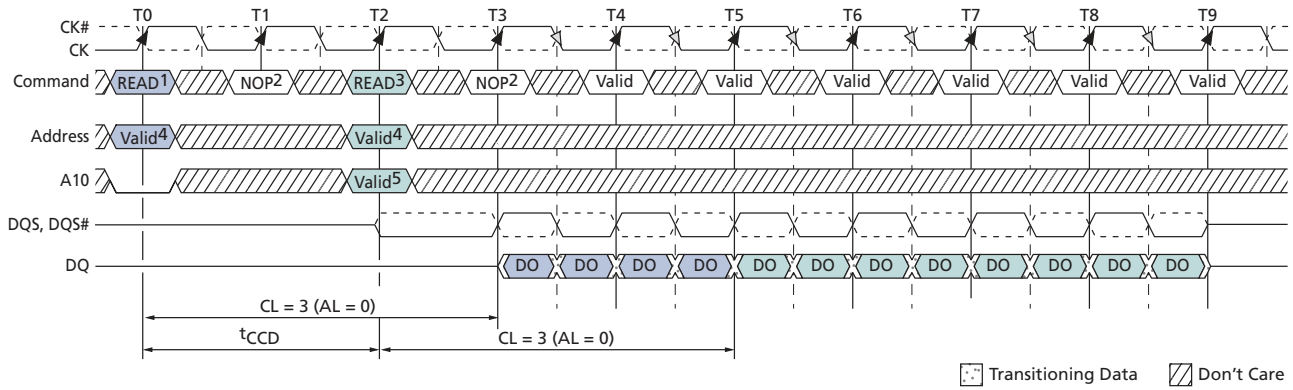 T0 T1 T2 T3 T4 T5 T6 T7 T8 T9
CK#
CK
Command READ1 NOP2 READ3 NOP2 Valid Valid Valid Valid Valid Valid
Address Valid4 Valid4
A10 Valid5
DQS, DQS#
DQ DO DO DO DO DO DO DO DO DO DO DO DO
CL = 3 (AL = 0)
tCCD CL = 3 (AL = 0)
Transitioning Data Don't Care